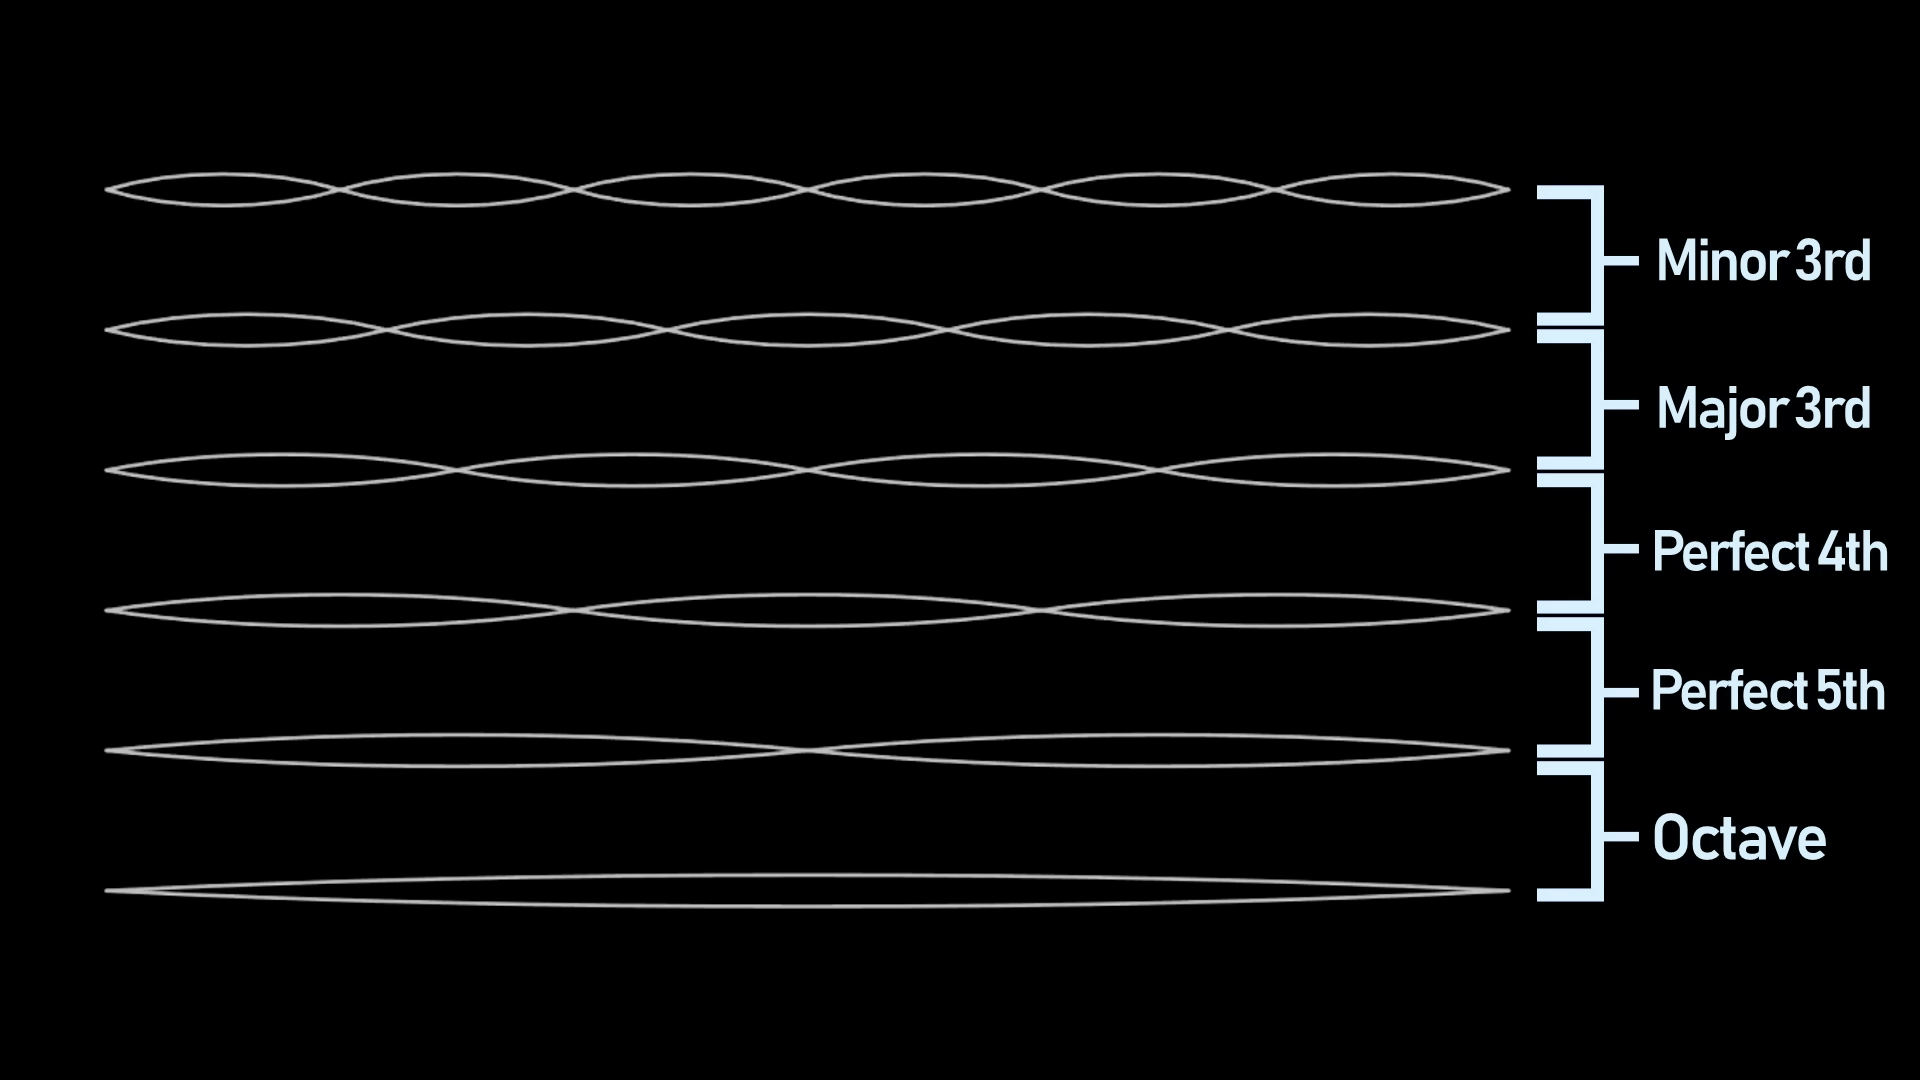 Minor 3rd
Major 3rd
Perfect 4th
Perfect 5th
Octave